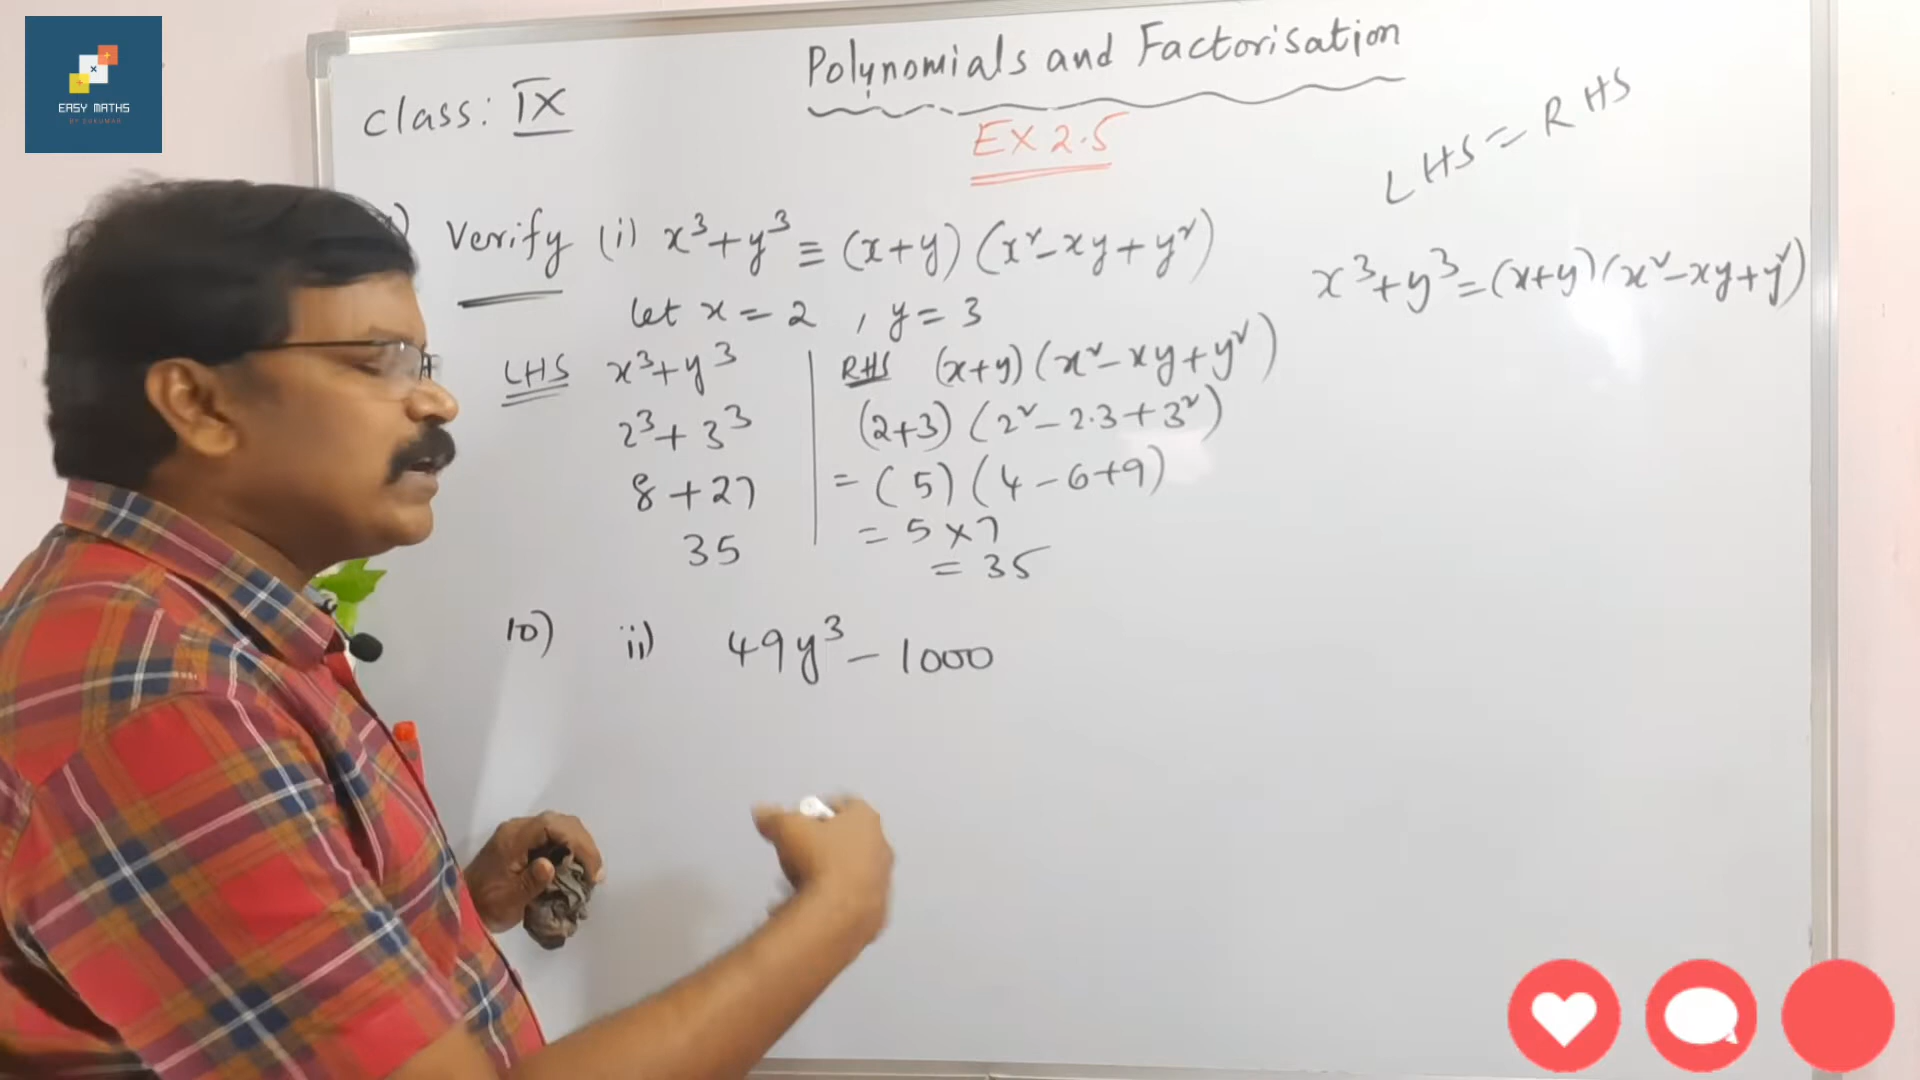 EASY MATHS
BY SUKUMAR
Polynomials and Factorisation
class: IX
EX 2.5
LHS = RHS
) Verify (i) x³+y³ ≡ (x+y) (x²-xy+y²)
x³+y³=(x+y)(x²-xy+y²)
let x = 2 , y = 3
LHS x³+y³
2³+3³
8+27
35
RHS (x+y)(x²-xy+y²)
(2+3) (2²-2.3+3²)
= (5) (4-6+9)
= 5×7
= 35
10) ii) 49y³-1000